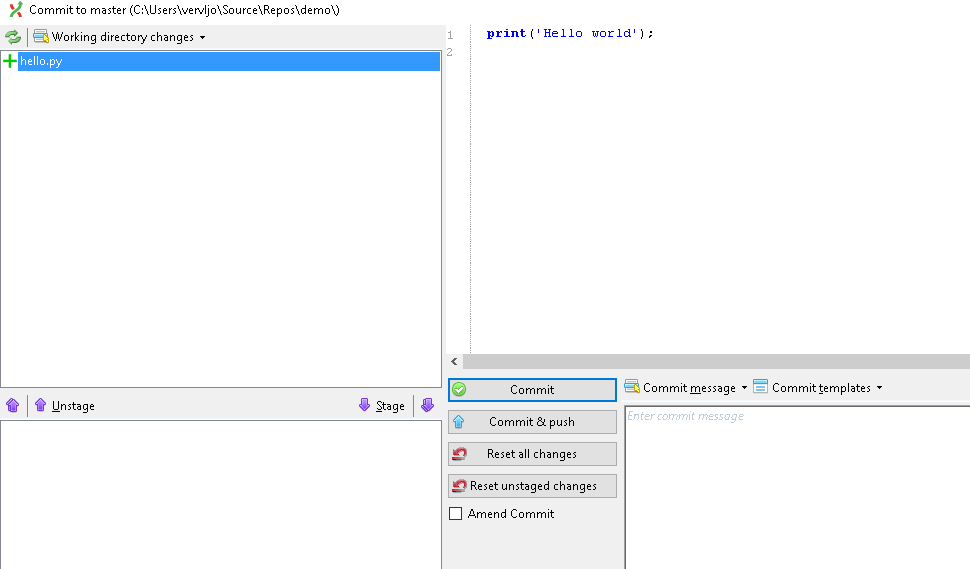 Commit to master (C:\Users\vervljo\Source\Repos\demo\)
Working directory changes
hello.py
1 print('Hello world');
2
Unstage
Stage
Commit
Commit & push
Reset all changes
Reset unstaged changes
Amend Commit
Commit message
Commit templates
Enter commit message